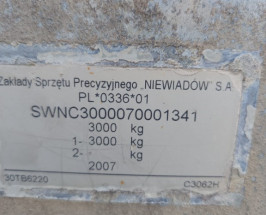 Zakłady Sprzętu Precyzyjnego „NIEWIADÓW" S.A
PL*0336*01
SWNC3000070001341
3000 kg
1- 3000 kg
2- - kg
2007
30TB6220 C3062H